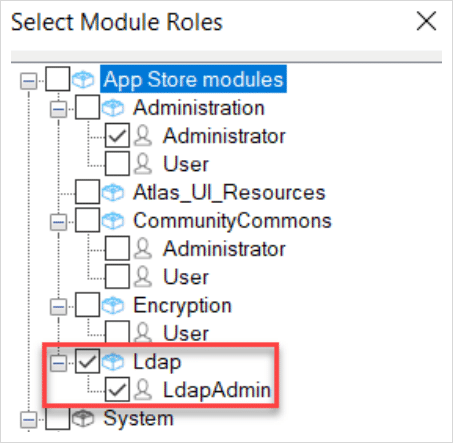 Select Module Roles
App Store modules
Administration
Administrator
User
Atlas_UI_Resources
CommunityCommons
Administrator
User
Encryption
User
Ldap
LdapAdmin
System